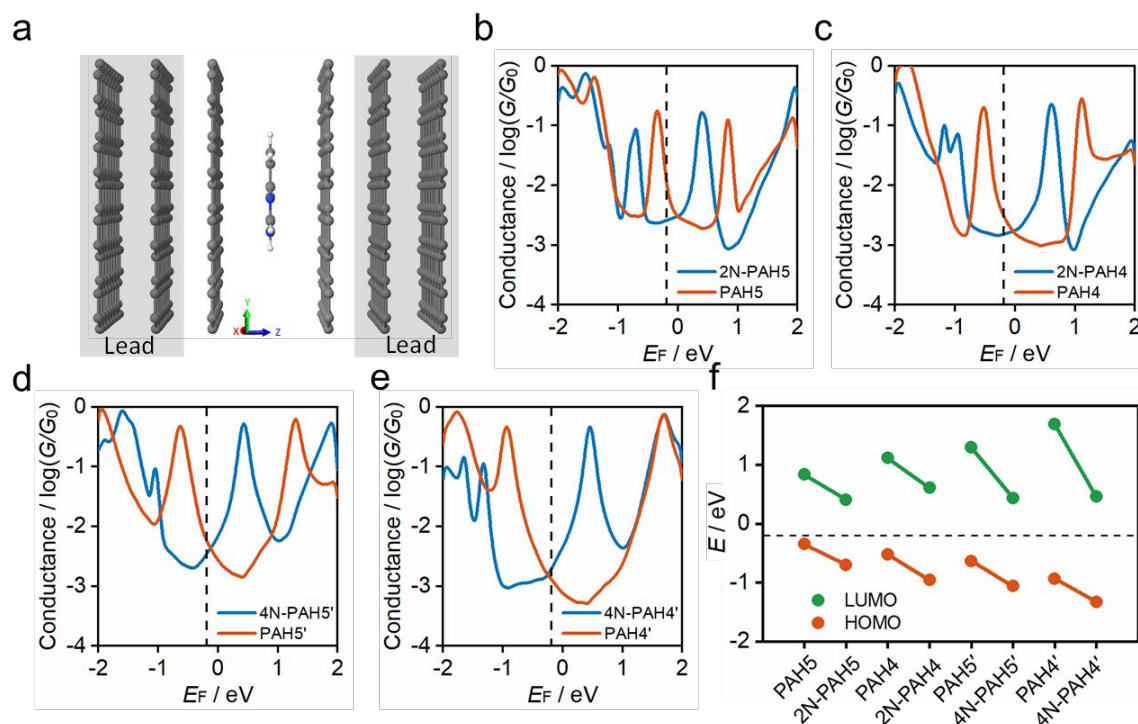 a
Lead
Lead
X
Y
Z
b
Conductance / log(G/G0)
0
-1
-2
-3
-4
2N-PAH5
PAH5
-2
-1
0
1
2
EF / eV
c
Conductance / log(G/G0)
0
-1
-2
-3
-4
2N-PAH4
PAH4
-2
-1
0
1
2
EF / eV
d
Conductance / log(G/G0)
0
-1
-2
-3
-4
4N-PAH5'
PAH5'
-2
-1
0
1
2
EF / eV
e
Conductance / log(G/G0)
0
-1
-2
-3
-4
4N-PAH4'
PAH4'
-2
-1
0
1
2
EF / eV
f
E / eV
2
1
0
-1
-2
LUMO
HOMO
PAH5
2N-PAH5
PAH4
2N-PAH4
PAH5'
4N-PAH5'
PAH4'
4N-PAH4'